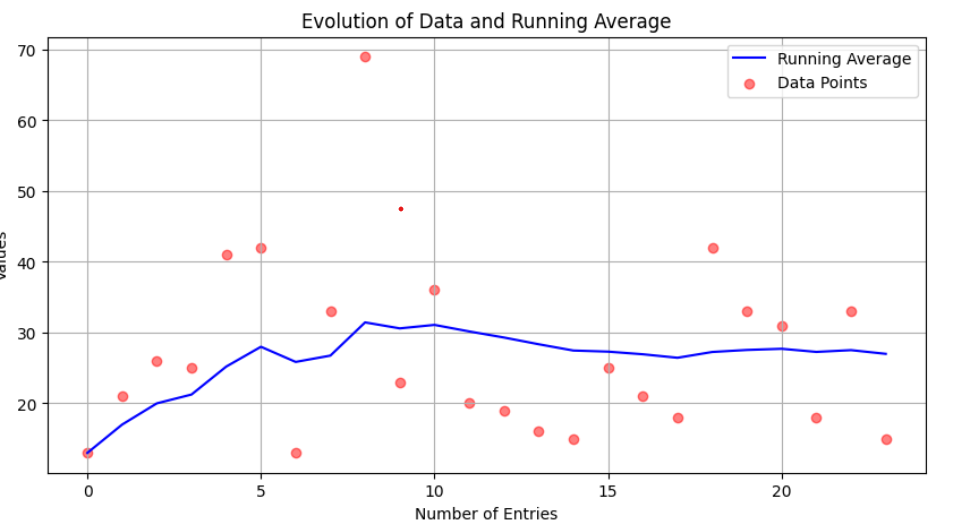 Evolution of Data and Running Average
70
60
50
40
30
20
Values
0 5 10 15 20
Number of Entries
Running Average
Data Points